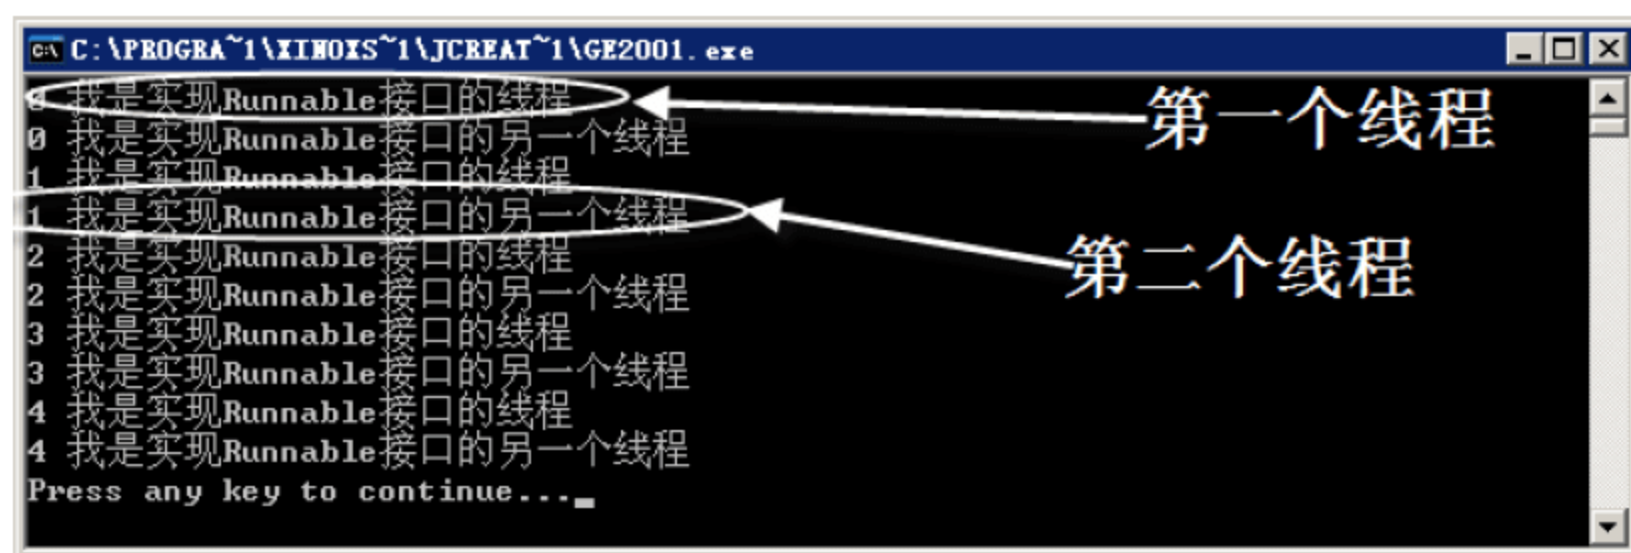 C:\PROGRA~1\XINOXS~1\JCREAT~1\GE2001.exe
0 我是实现Runnable接口的线程
第一个线程
0 我是实现Runnable接口的另一个线程
1 我是实现Runnable接口的线程
1 我是实现Runnable接口的另一个线程
2 我是实现Runnable接口的线程
第二个线程
2 我是实现Runnable接口的另一个线程
3 我是实现Runnable接口的线程
3 我是实现Runnable接口的另一个线程
4 我是实现Runnable接口的线程
4 我是实现Runnable接口的另一个线程
Press any key to continue..._